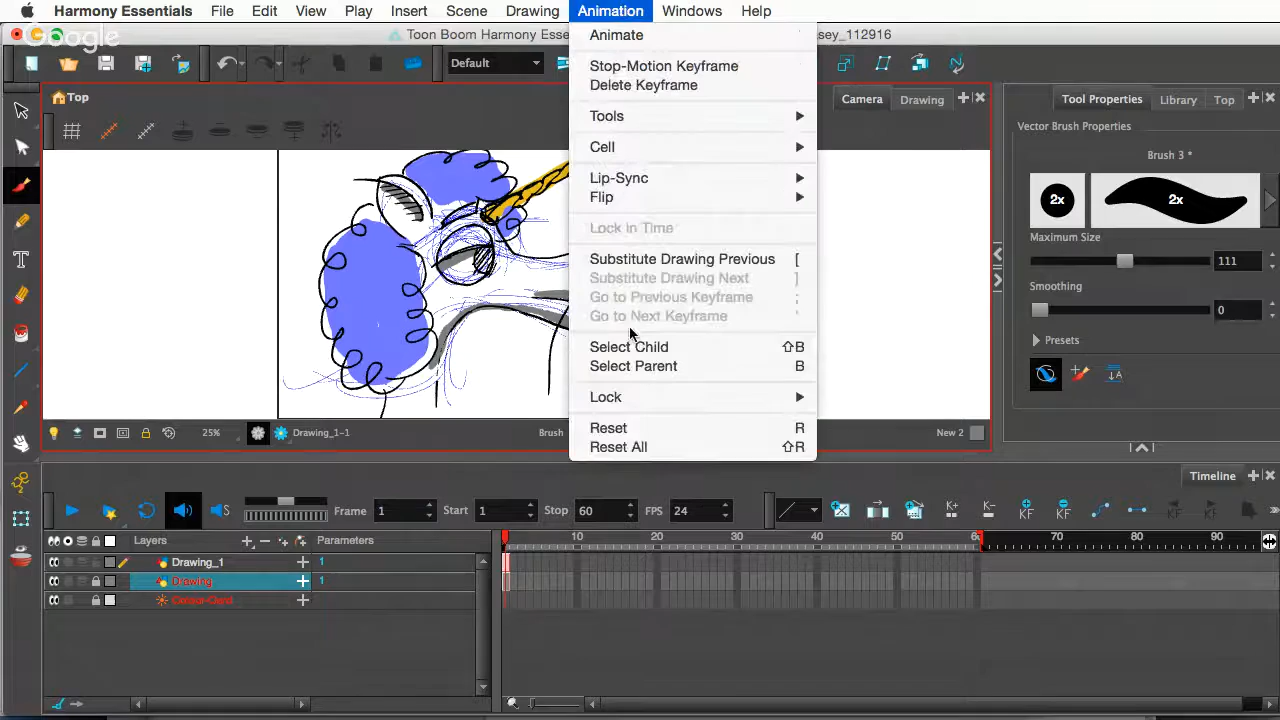 Harmony Essentials File Edit View Play Insert Scene Drawing Animation Windows Help
Google
Toon Boom Harmony Esse
sey_112916
Default
Top
Camera Drawing
Tool Properties Library Top
Vector Brush Properties
Brush 3 *
2x 2x
Maximum Size
111
Smoothing
0
Presets
Animate
Stop-Motion Keyframe
Delete Keyframe
Tools
Cell
Lip-Sync
Flip
Lock In Time
Substitute Drawing Previous [
Substitute Drawing Next ]
Go to Previous Keyframe ;
Go to Next Keyframe '
Select Child ⇧B
Select Parent B
Lock
Reset R
Reset All ⇧R
25% Drawing_1-1 Brush New 2
Timeline
Frame 1 Start 1 Stop 60 FPS 24
KF KF KF KF
Layers Parameters 10 20 30 40 50 60 70 80 90
Drawing_1 1
Drawing 1